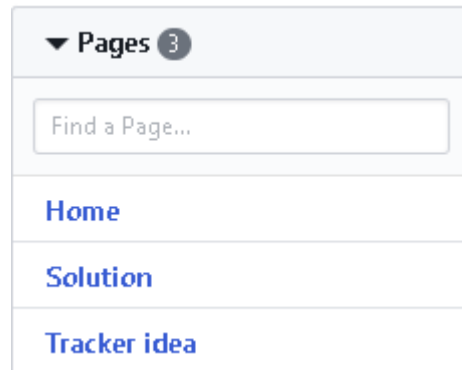 Pages 3
Find a Page...
Home
Solution
Tracker idea